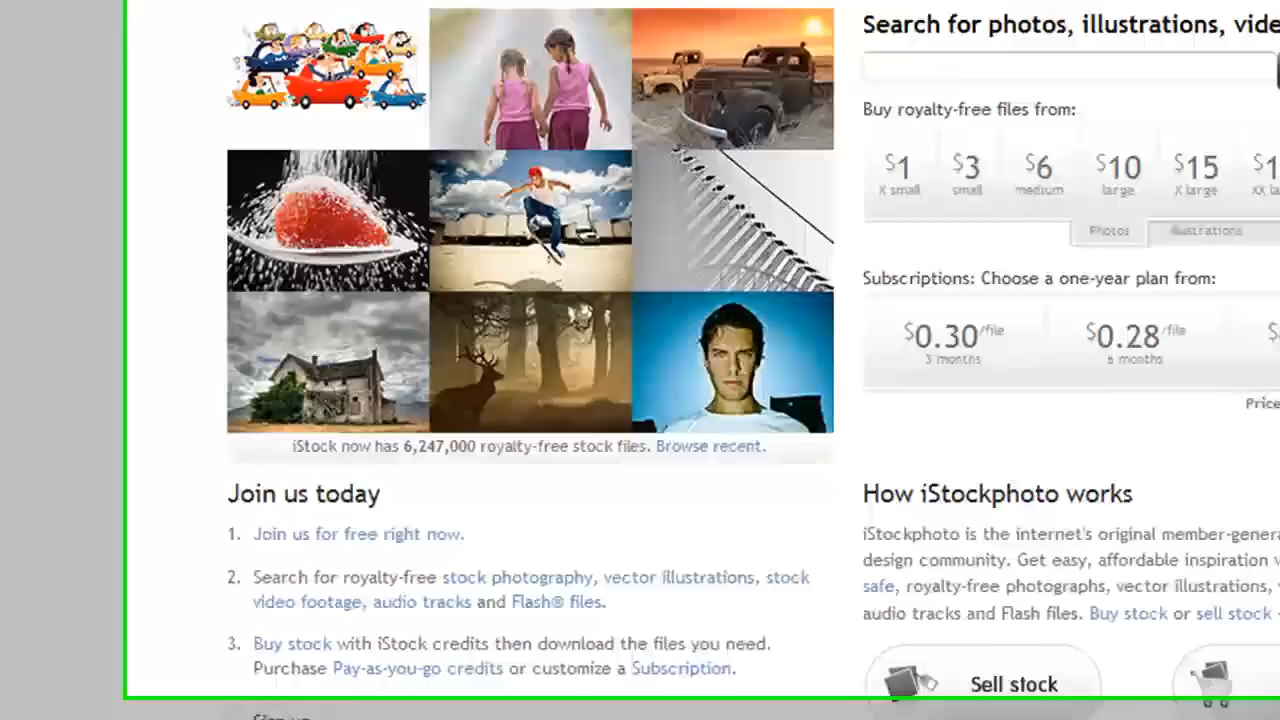 Search for photos, illustrations, vide
Buy royalty-free files from:
$1 $3 $6 $10 $15 $1
X small small medium large X large XX la
Photos Illustrations
Subscriptions: Choose a one-year plan from:
$0.30/file $0.28/file $
3 months 6 months
Price
iStock now has 6,247,000 royalty-free stock files. Browse recent.
Join us today
1. Join us for free right now.
2. Search for royalty-free stock photography, vector illustrations, stock
video footage, audio tracks and Flash® files.
3. Buy stock with iStock credits then download the files you need.
Purchase Pay-as-you-go credits or customize a Subscription.
Sign up
How iStockphoto works
iStockphoto is the internet's original member-genera
design community. Get easy, affordable inspiration w
safe, royalty-free photographs, vector illustrations,
audio tracks and Flash files. Buy stock or sell stock -
Sell stock